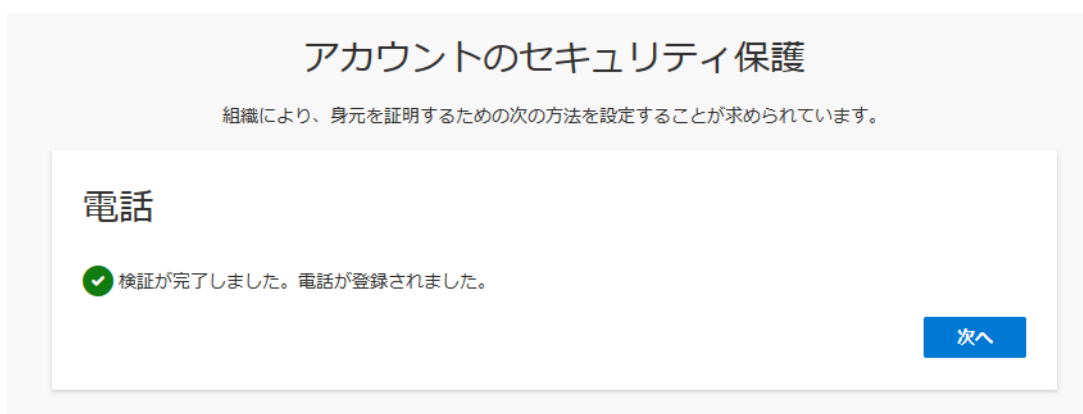 アカウントのセキュリティ保護
組織により、身元を証明するための次の方法を設定することが求められています。
電話
検証が完了しました。電話が登録されました。
次へ